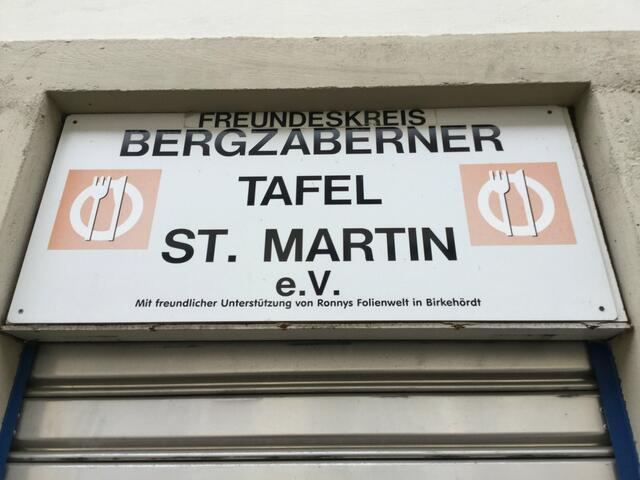 FREUNDESKREIS
BERGZABERNER
TAFEL
ST. MARTIN
e.V.
Mit freundlicher Unterstützung von Ronnys Folienwelt in Birkehördt